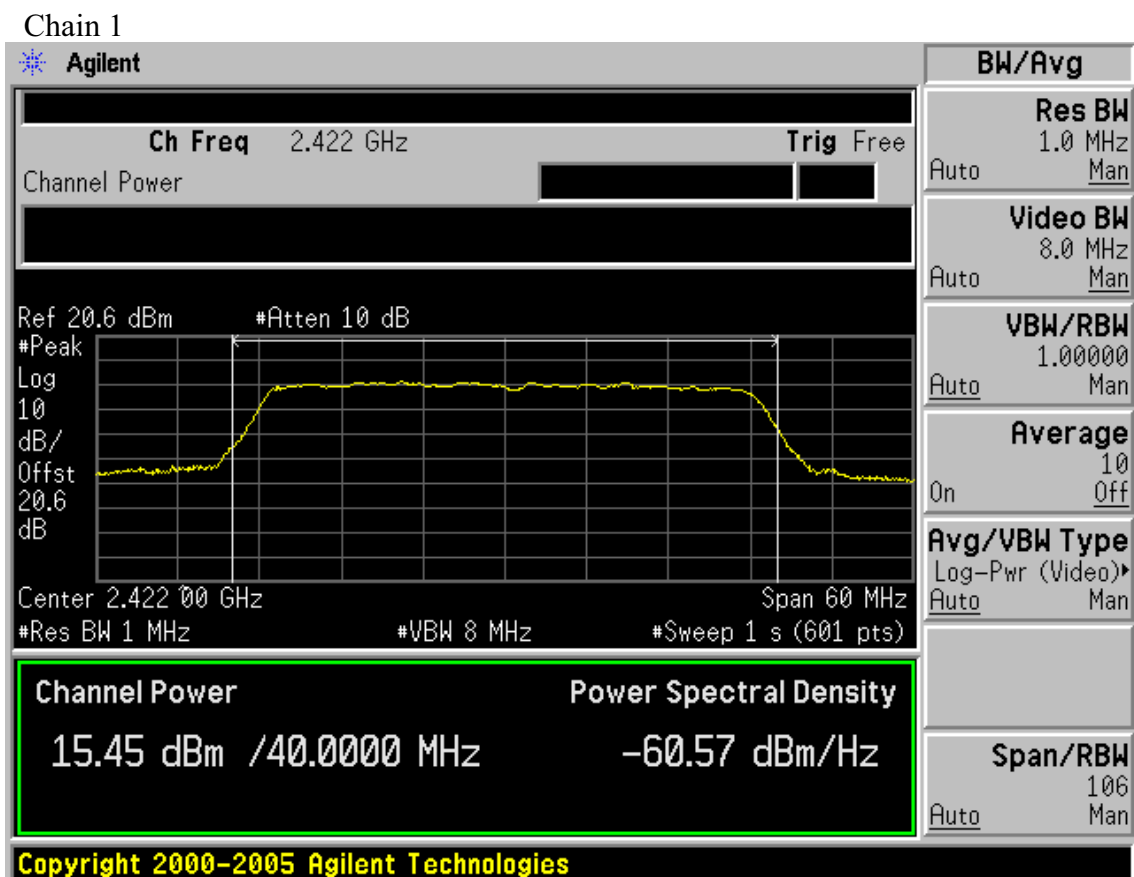 Chain 1
Agilent
BW/Avg
Ch Freq 2.422 GHz Trig Free
Channel Power
Res BW
1.0 MHz
Auto Man
Video BW
8.0 MHz
Auto Man
VBW/RBW
1.00000
Auto Man
Average
10
On Off
Avg/VBW Type
Log-Pwr (Video)
Auto Man
Span/RBW
106
Auto Man
Ref 20.6 dBm #Atten 10 dB
#Peak
Log
10
dB/
Offst
20.6
dB
Center 2.422 00 GHz Span 60 MHz
#Res BW 1 MHz #VBW 8 MHz #Sweep 1 s (601 pts)
Channel Power Power Spectral Density
15.45 dBm /40.0000 MHz -60.57 dBm/Hz
Copyright 2000-2005 Agilent Technologies